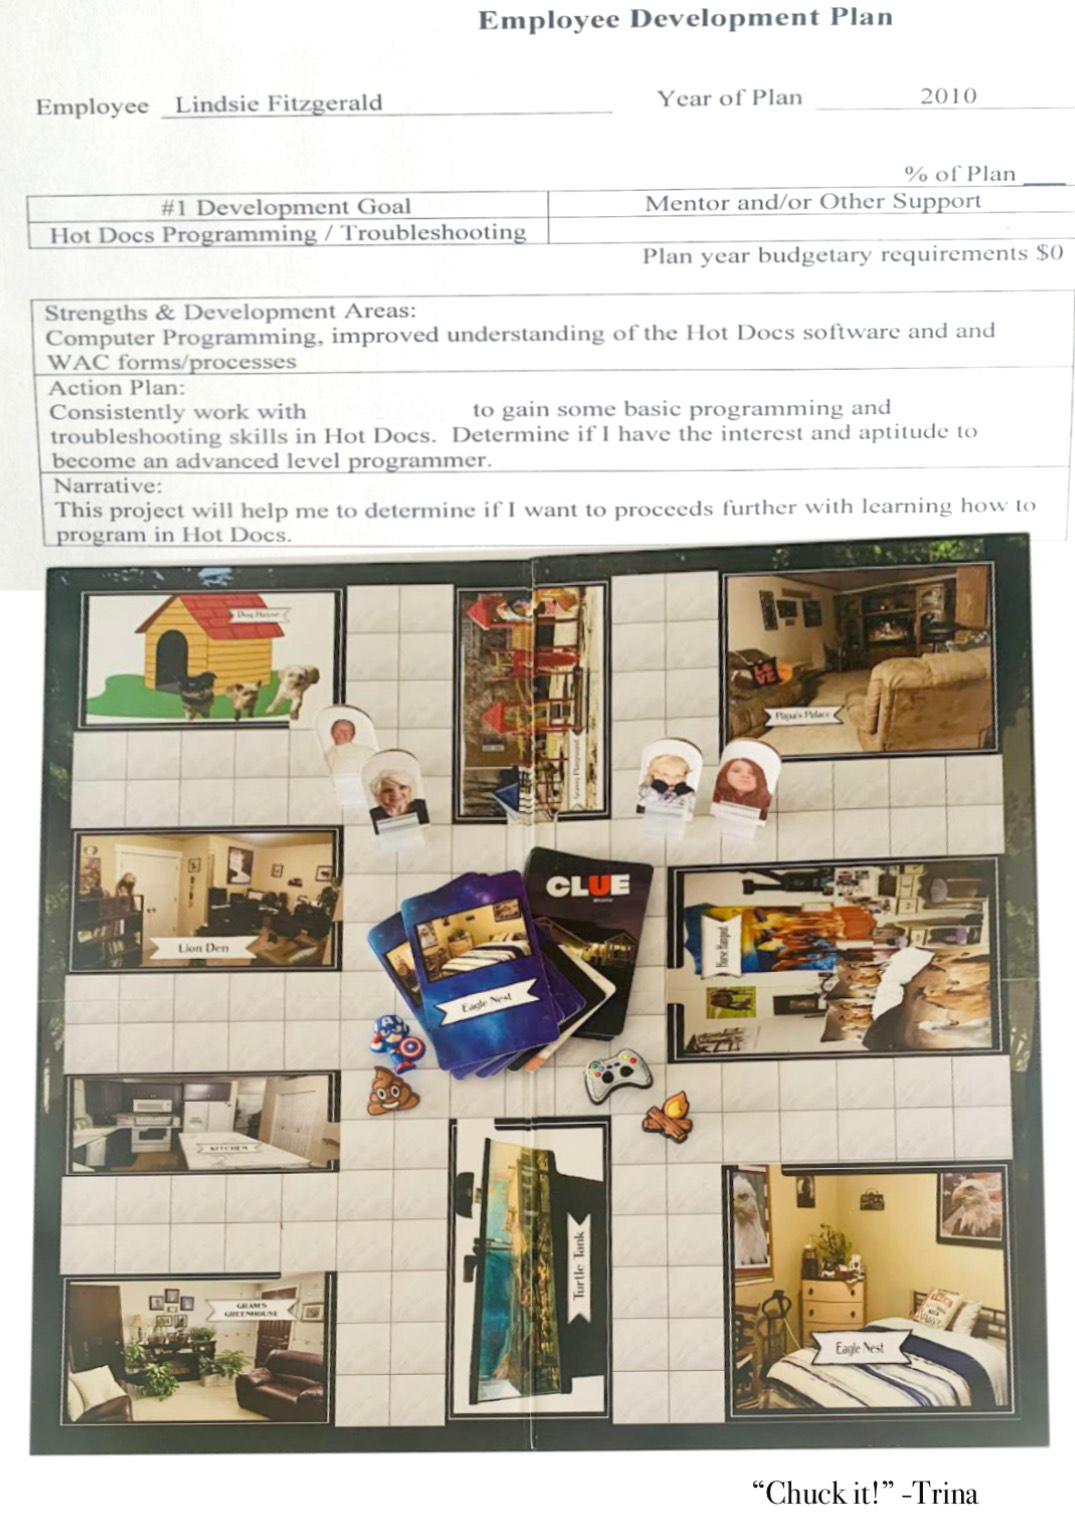 Employee Development Plan
Employee Lindsie Fitzgerald Year of Plan 2010
% of Plan
#1 Development Goal Mentor and/or Other Support
Hot Docs Programming / Troubleshooting
Plan year budgetary requirements $0
Strengths & Development Areas:
Computer Programming, improved understanding of the Hot Docs software and and
WAC forms/processes
Action Plan:
Consistently work with to gain some basic programming and
troubleshooting skills in Hot Docs. Determine if I have the interest and aptitude to
become an advanced level programmer.
Narrative:
This project will help me to determine if I want to proceeds further with learning how to
program in Hot Docs.
Dog House
Papa's Palace
Lion Den
CLUE
Eagle Nest
KITCHEN
GRAM'S
GREENHOUSE
Turtle Tank
Eagle Nest
“Chuck it!” -Trina